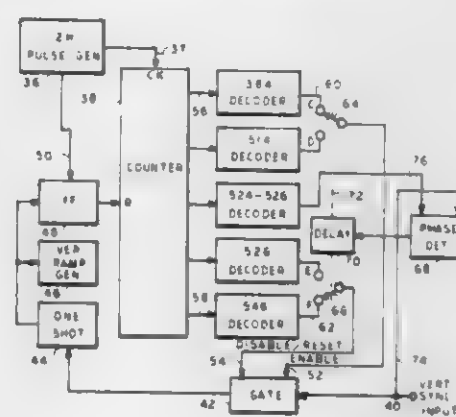 2H
PULSE GEN
36
37
38
CK
COUNTER
R
50
FF
48
VER
RAMP
GEN
46
ONE
SHOT
44
56
384
DECODER
514
DECODER
524-526
DECODER
526
DECODER
58
546
DECODER
60
C
D
64
E
F
66
62
72
DELAY
70
76
PHASE
DET
68
DISABLE/RESET
ENABLE
54
52
GATE
42
74
40
VERT
SYNC
INPUT